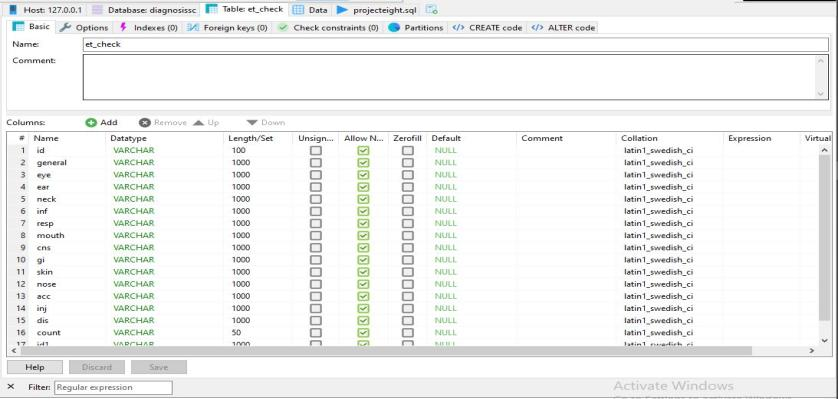 Host: 127.0.0.1 Database: diagnosissc Table: et_check Data projecteight.sql
Basic Options Indexes (0) Foreign keys (0) Check constraints (0) Partitions </> CREATE code </> ALTER code
Name: et_check
Comment:
Columns: Add Remove Up Down
# Name Datatype Length/Set Unsign... Allow N... Zerofill Default Comment Collation Expression Virtual
1 id VARCHAR 100 NULL latin1_swedish_ci
2 general VARCHAR 1000 NULL latin1_swedish_ci
3 eye VARCHAR 1000 NULL latin1_swedish_ci
4 ear VARCHAR 1000 NULL latin1_swedish_ci
5 neck VARCHAR 1000 NULL latin1_swedish_ci
6 inf VARCHAR 1000 NULL latin1_swedish_ci
7 resp VARCHAR 1000 NULL latin1_swedish_ci
8 mouth VARCHAR 1000 NULL latin1_swedish_ci
9 cns VARCHAR 1000 NULL latin1_swedish_ci
10 gi VARCHAR 1000 NULL latin1_swedish_ci
11 skin VARCHAR 1000 NULL latin1_swedish_ci
12 nose VARCHAR 1000 NULL latin1_swedish_ci
13 acc VARCHAR 1000 NULL latin1_swedish_ci
14 inj VARCHAR 1000 NULL latin1_swedish_ci
15 dis VARCHAR 1000 NULL latin1_swedish_ci
16 count VARCHAR 50 NULL latin1_swedish_ci
17 id1 VARCHAR 1000 NULL latin1_swedish_ci
Help Discard Save
Filter: Regular expression
Activate Windows